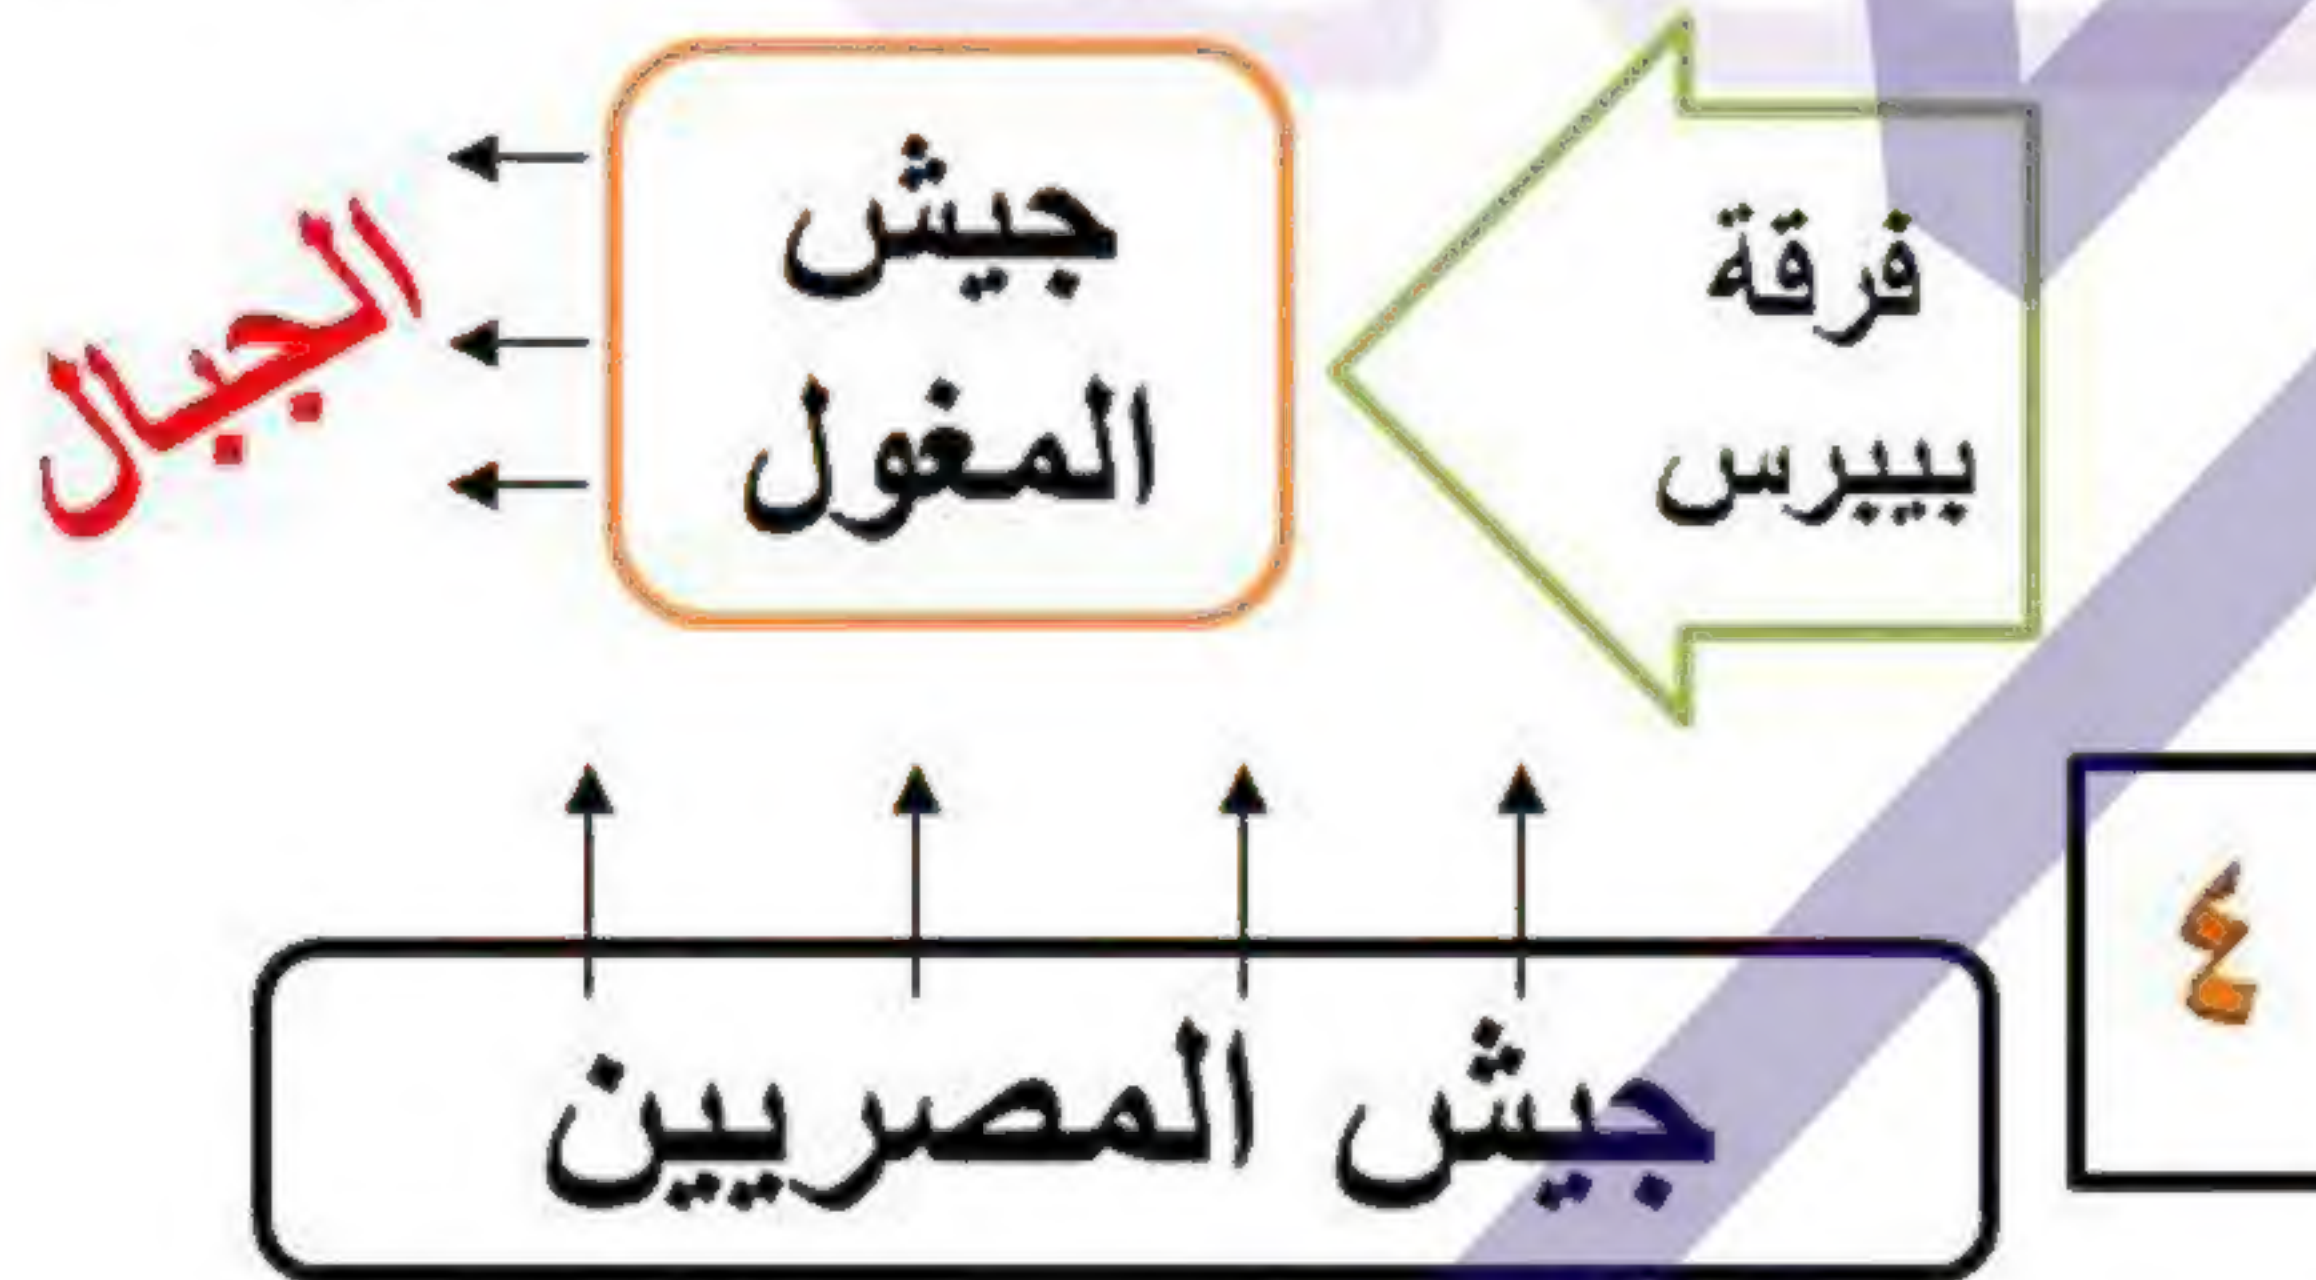 فرقة
بيبرس
جيش
المغول
الجبال
جيش المصريين
٤